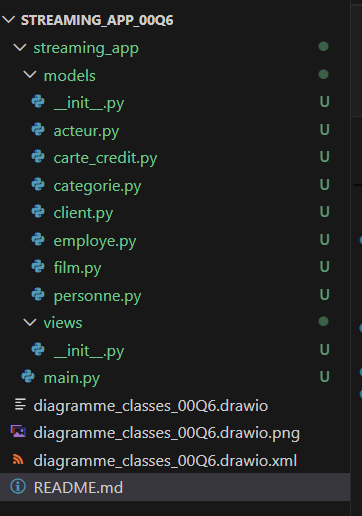 STREAMING_APP_00Q6
streaming_app
models
__init__.py U
acteur.py U
carte_credit.py U
categorie.py U
client.py U
employe.py U
film.py U
personne.py U
views
__init__.py U
main.py U
diagramme_classes_00Q6.drawio
diagramme_classes_00Q6.drawio.png
diagramme_classes_00Q6.drawio.xml
README.md